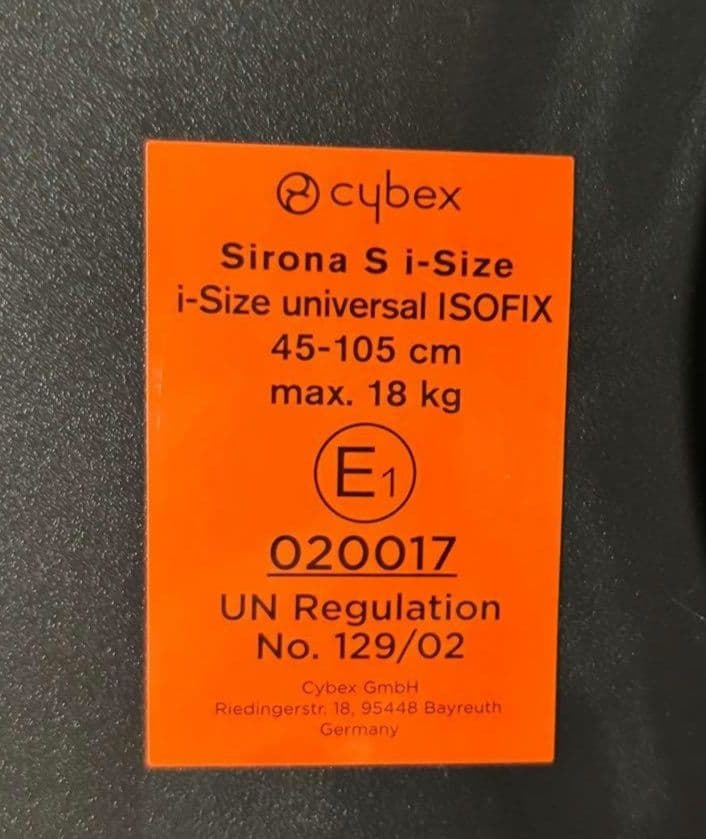 cybex
Sirona S i-Size
i-Size universal ISOFIX
45-105 cm
max. 18 kg
E1
020017
UN Regulation
No. 129/02
Cybex GmbH
Riedingerstr. 18, 95448 Bayreuth
Germany